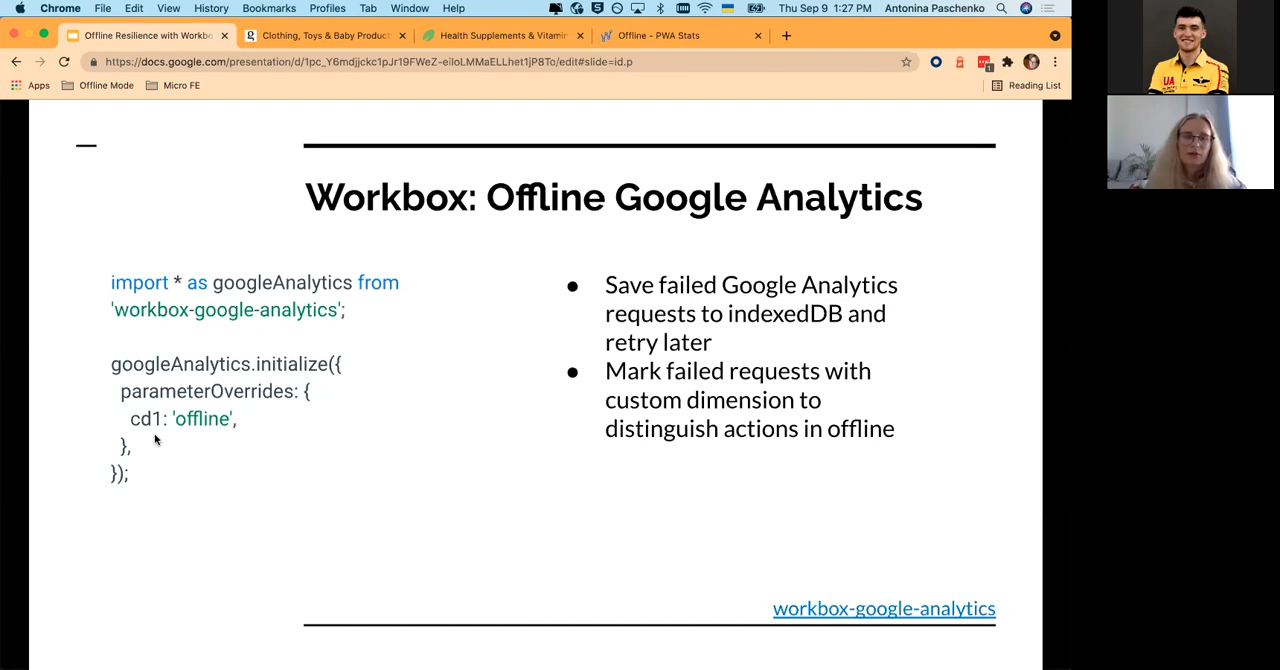 Chrome File Edit View History Bookmarks Profiles Tab Window Help Thu Sep 9 1:27 PM Antonina Paschenko
Offline Resilience with Workbo Clothing, Toys & Baby Product Health Supplements & Vitamin Offline - PWA Stats
https://docs.google.com/presentation/d/1pc_Y6mdjjckc1pJr19FWeZ-eiloLMMaELLhet1jP8To/edit#slide=id.p
Apps Offline Mode Micro FE Reading List
UA
Workbox: Offline Google Analytics
import * as googleAnalytics from
'workbox-google-analytics';
googleAnalytics.initialize({
parameterOverrides: {
cd1: 'offline',
},
});
● Save failed Google Analytics
requests to indexedDB and
retry later
● Mark failed requests with
custom dimension to
distinguish actions in offline
workbox-google-analytics